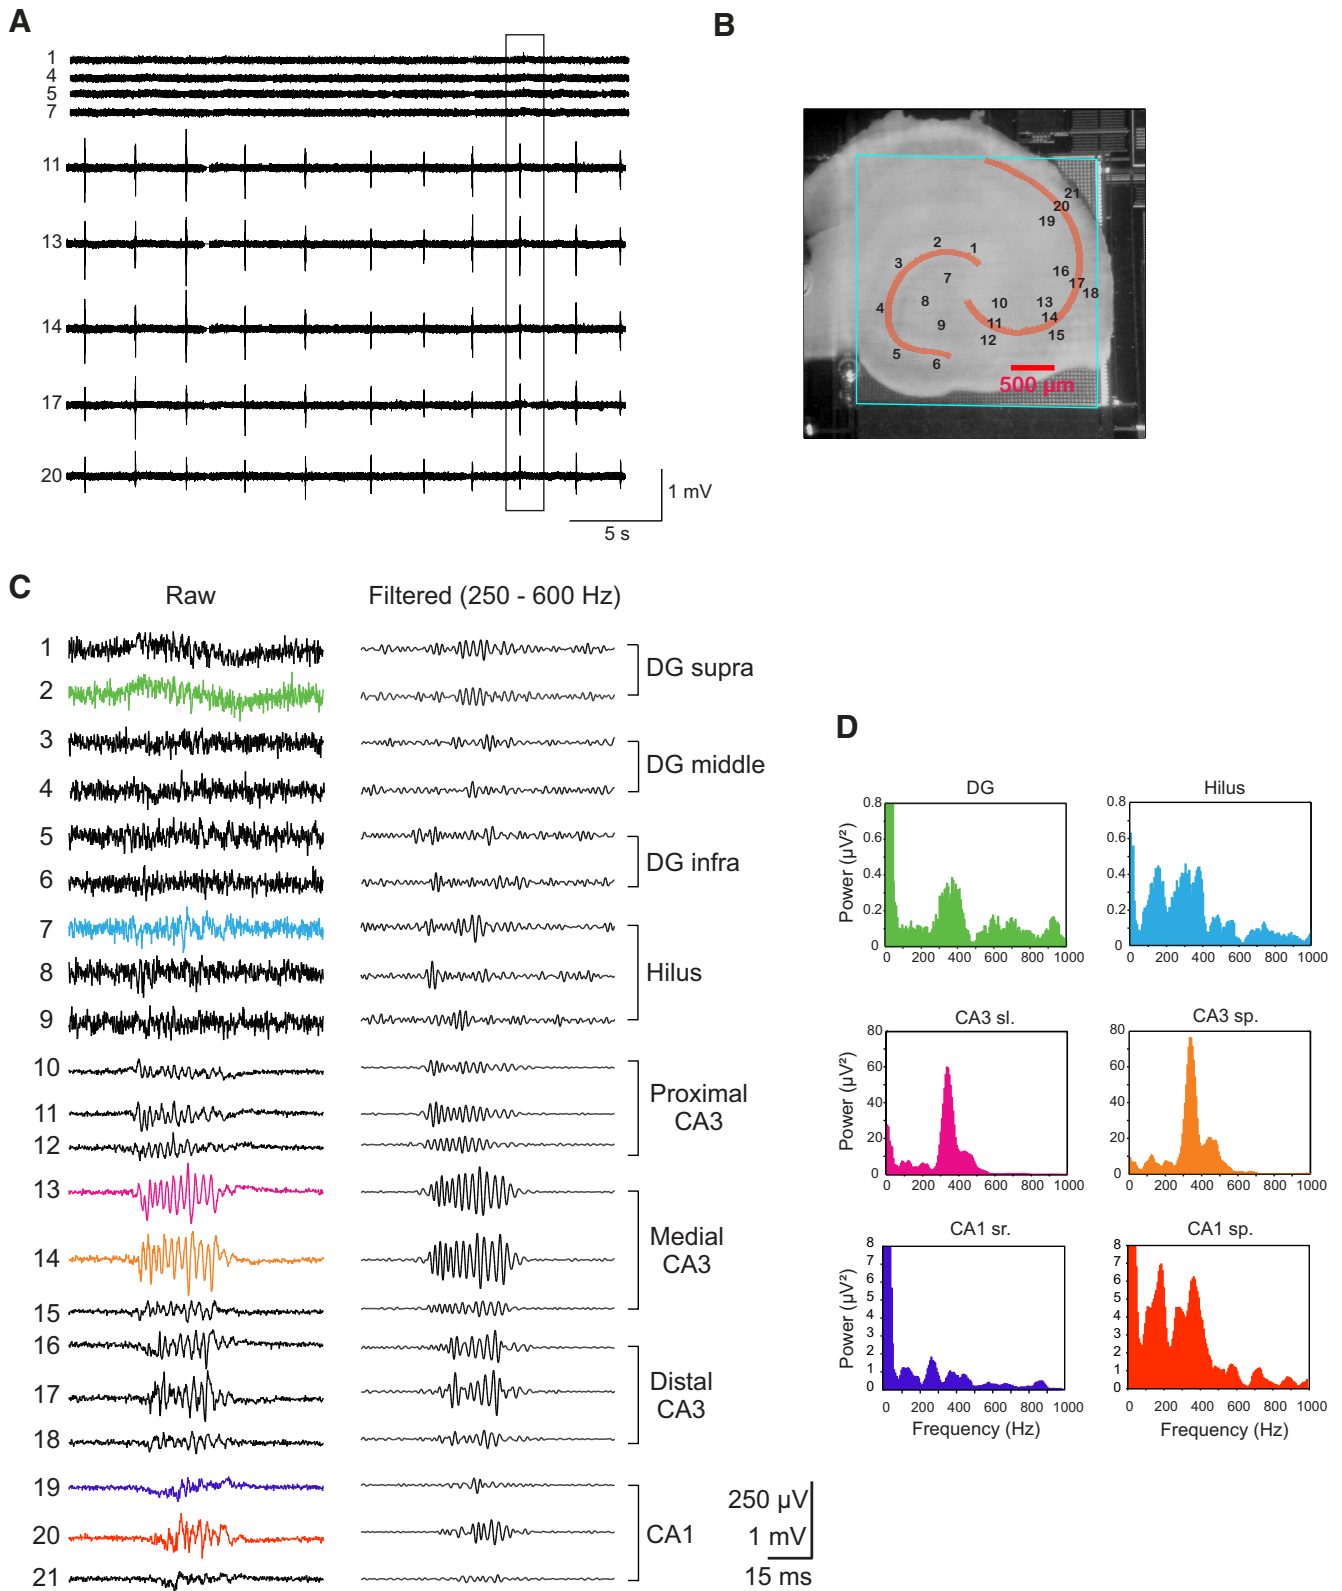 A
1
4
5
7
11
13
14
17
20
1 mV
5 s
B
21
20
19
2
1
3
16
7
17
18
8
10
13
4
11
14
9
12
15
5
6
500 µm
C
Raw
Filtered (250 - 600 Hz)
1
2
DG supra
3
4
DG middle
5
6
DG infra
7
8
9
Hilus
10
11
12
Proximal
CA3
13
14
15
Medial
CA3
16
17
18
Distal
CA3
19
20
21
CA1
250 µV
1 mV
15 ms
D
DG
Power (µV²)
0.8
0.6
0.4
0.2
0
0 200 400 600 800 1000
Hilus
0.8
0.6
0.4
0.2
0
0 200 400 600 800 1000
CA3 sl.
Power (µV²)
80
60
40
20
0
0 200 400 600 800 1000
CA3 sp.
80
60
40
20
0
0 200 400 600 800 1000
CA1 sr.
Power (µV²)
8
7
6
5
4
3
2
1
0
0 200 400 600 800 1000
Frequency (Hz)
CA1 sp.
8
7
6
5
4
3
2
1
0
0 200 400 600 800 1000
Frequency (Hz)